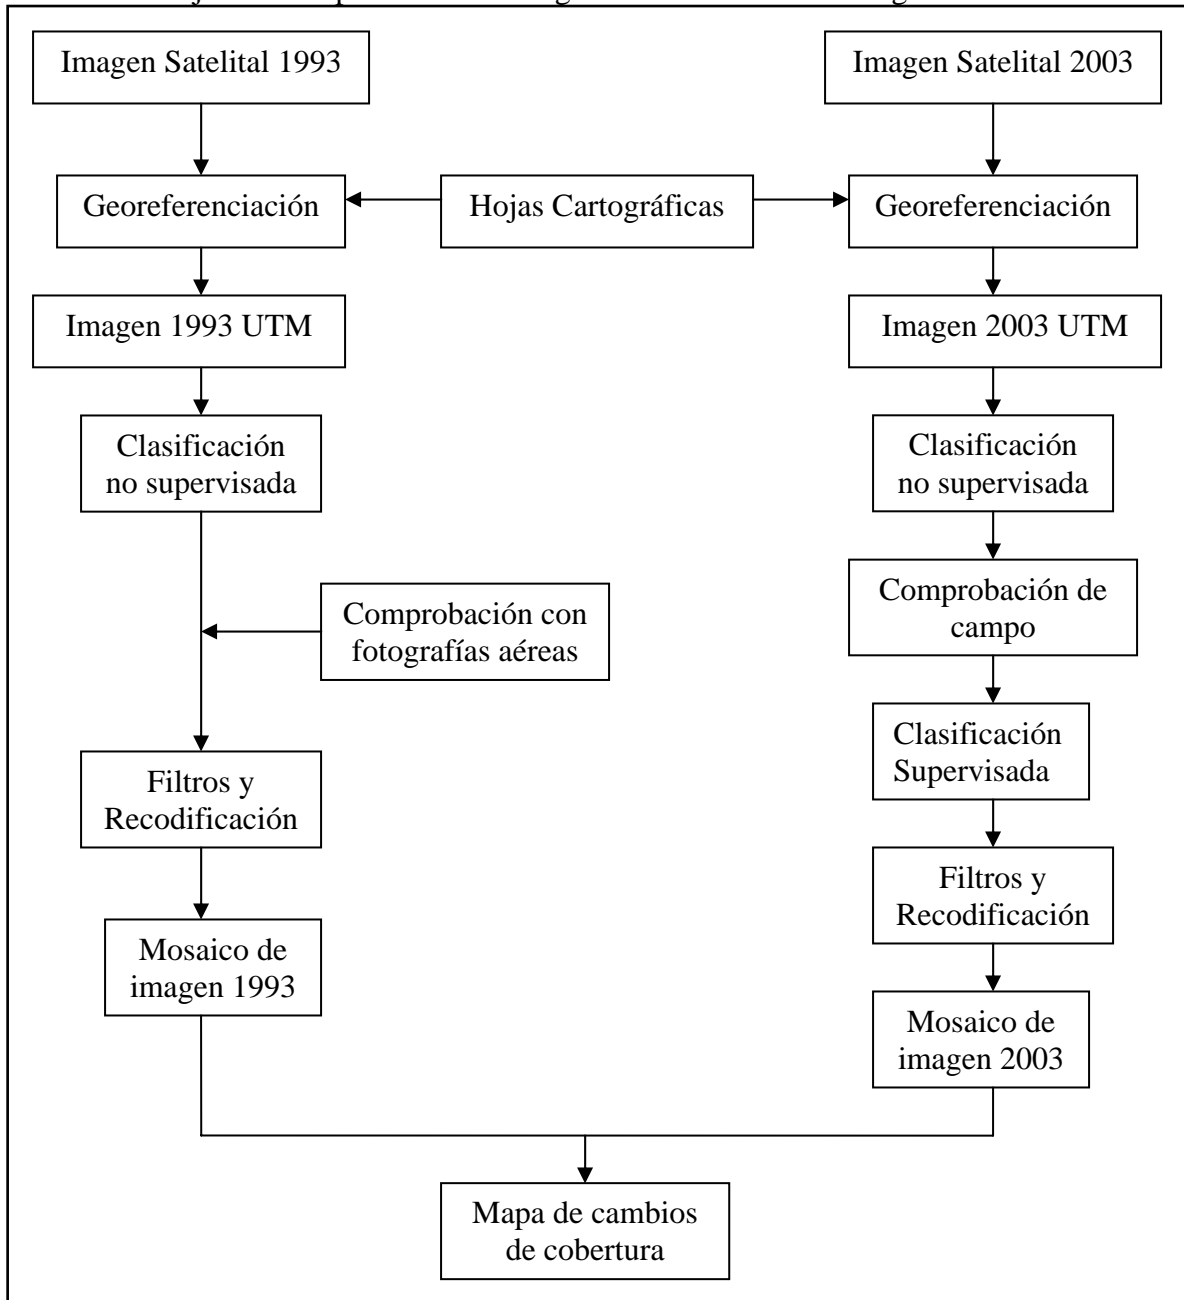 Imagen Satelital 1993
Imagen Satelital 2003
Georeferenciación
Hojas Cartográficas
Georeferenciación
Imagen 1993 UTM
Imagen 2003 UTM
Clasificación
no supervisada
Clasificación
no supervisada
Comprobación con
fotografías aéreas
Comprobación de
campo
Clasificación
Supervisada
Filtros y
Recodificación
Filtros y
Recodificación
Mosaico de
imagen 1993
Mosaico de
imagen 2003
Mapa de cambios
de cobertura